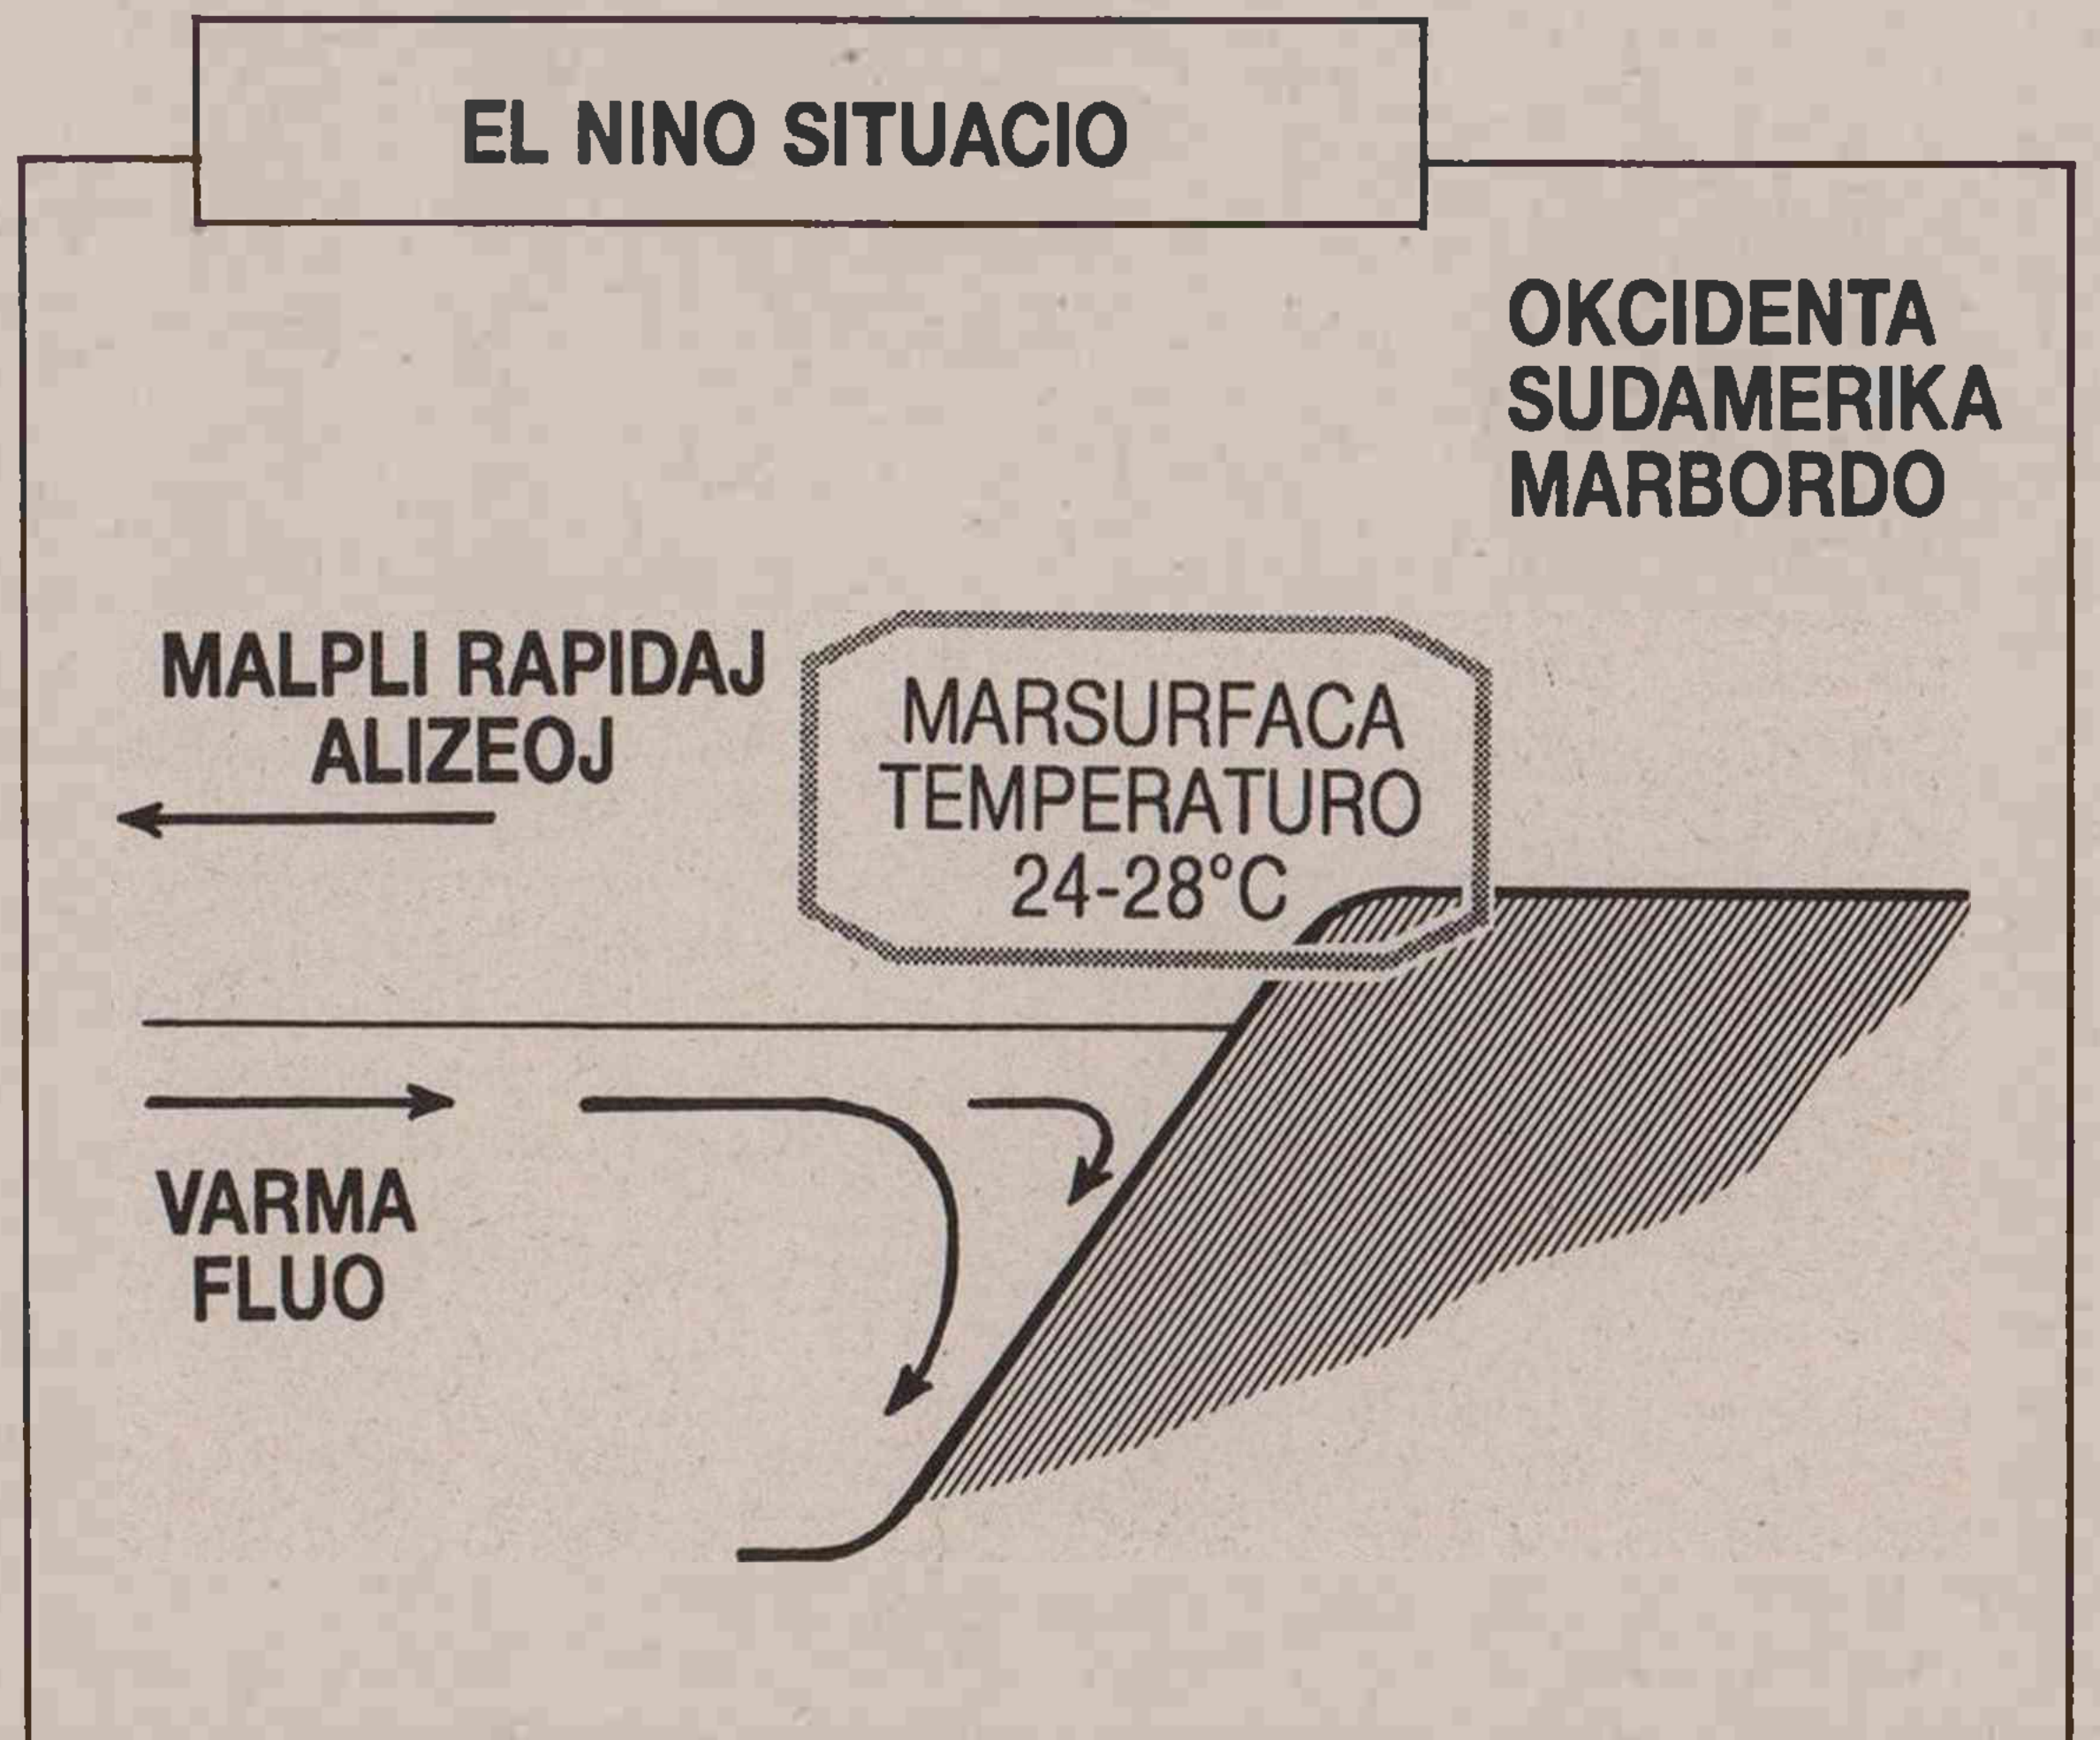 EL NINO SITUACIO
OKCIDENTA
SUDAMERIKA
MARBORDO
MALPLI RAPIDAJ
ALIZEOJ
MARSURFACA
TEMPERATURO
24-28°C
VARMA
FLUO